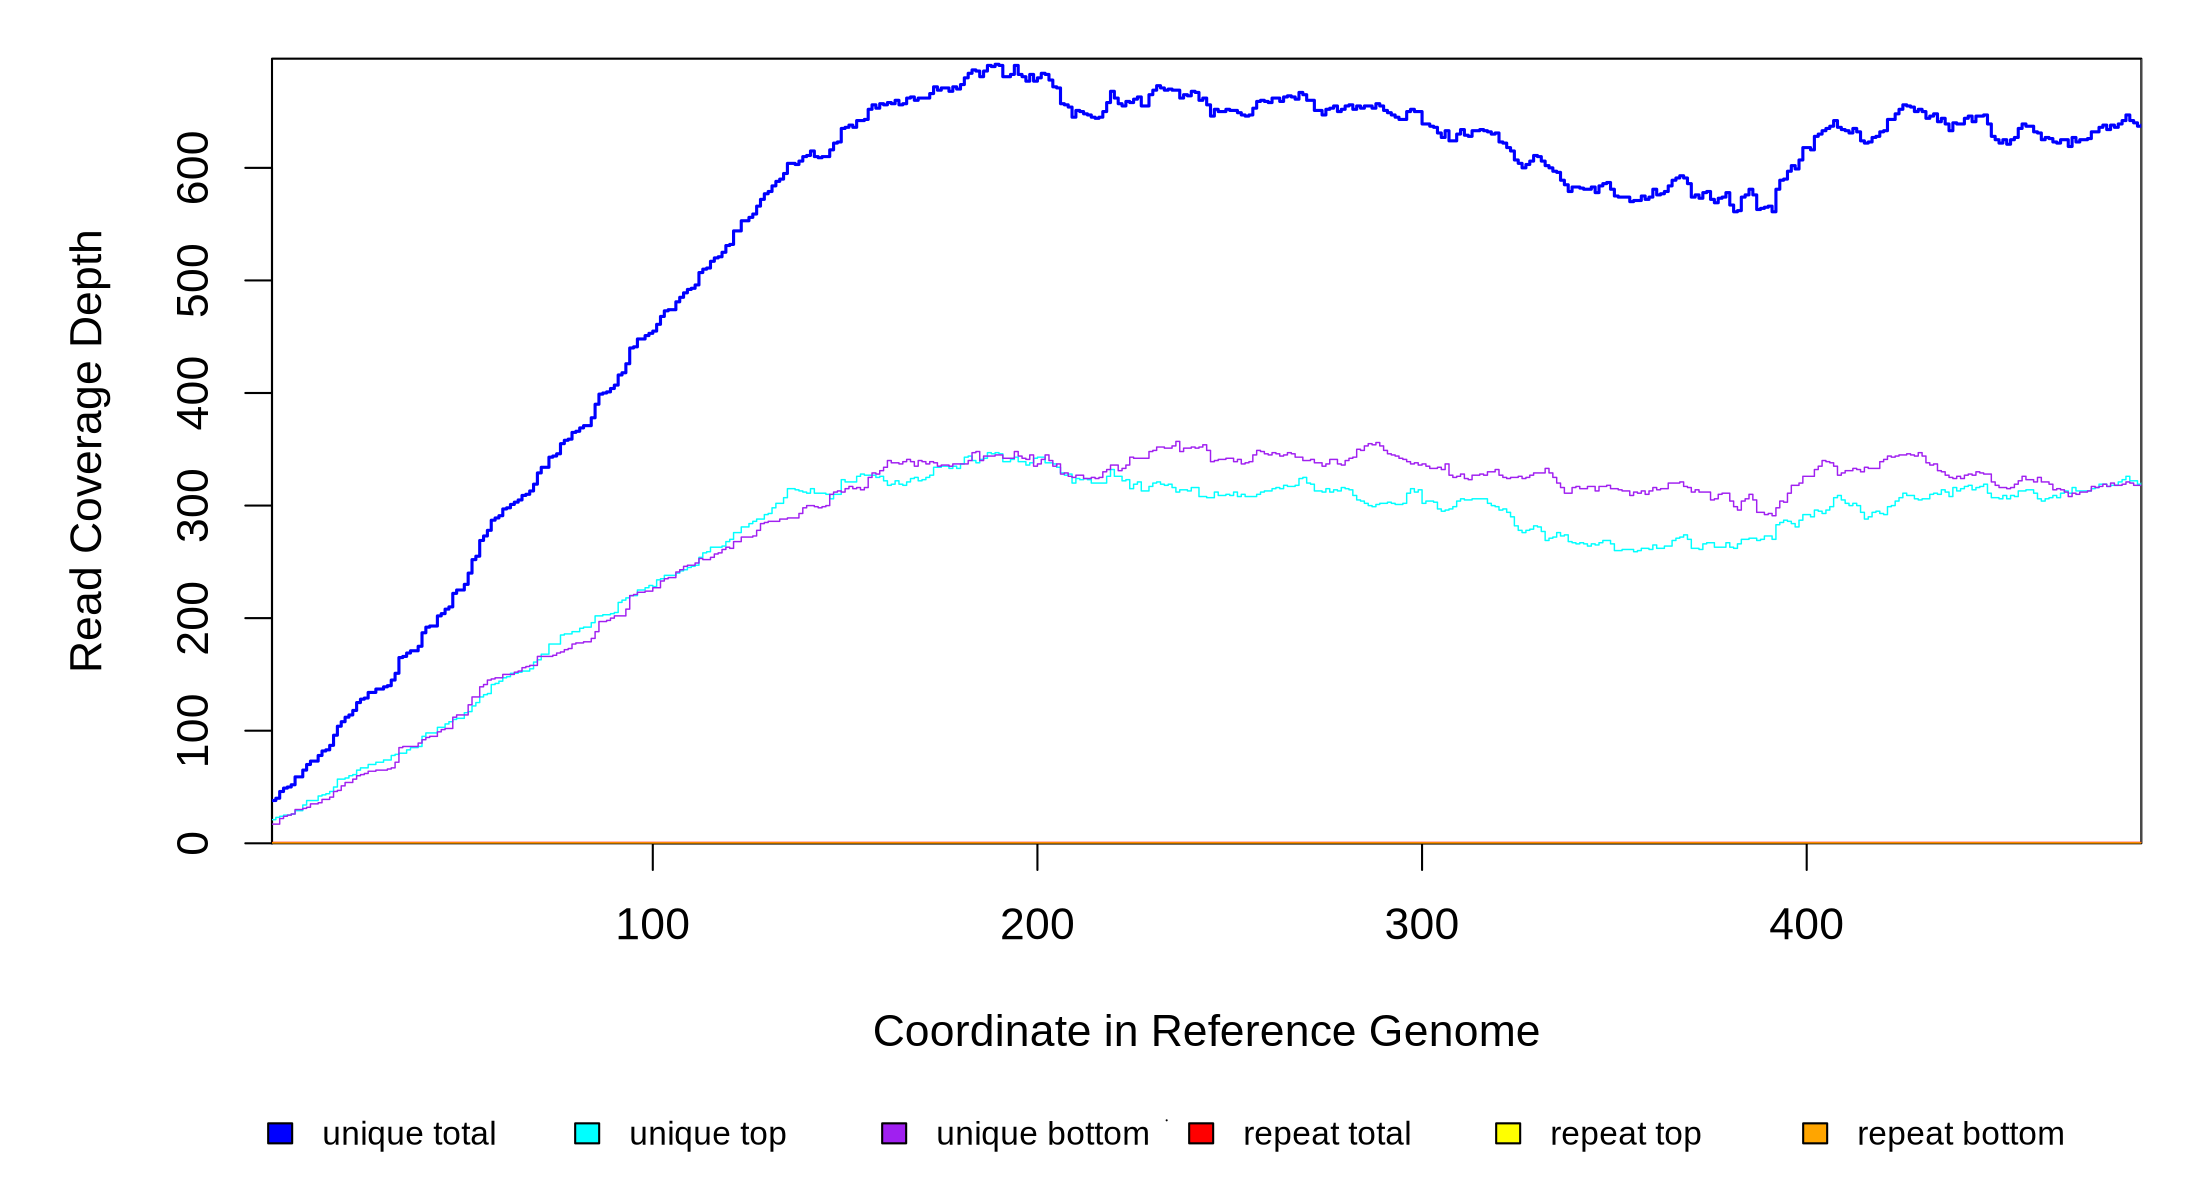 Read Coverage Depth
600
500
400
300
200
100
0
100 200 300 400
Coordinate in Reference Genome
unique total unique top unique bottom repeat total repeat top repeat bottom